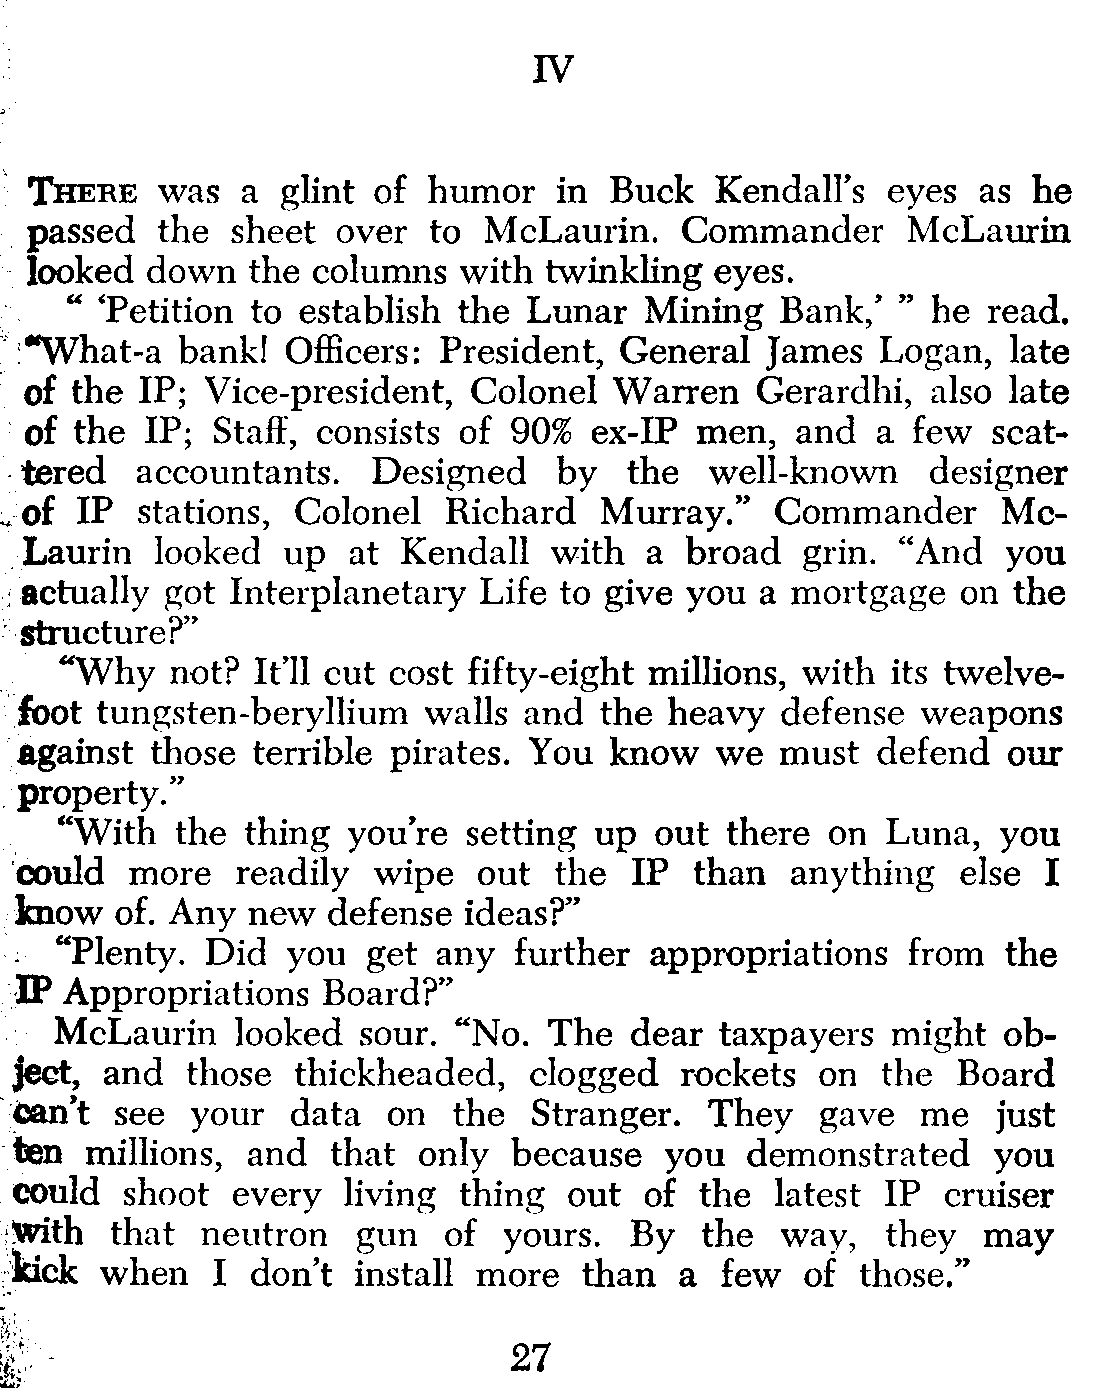 IV
THERE was a glint of humor in Buck Kendall's eyes as he
passed the sheet over to McLaurin. Commander McLaurin
looked down the columns with twinkling eyes.
“ ‘Petition to establish the Lunar Mining Bank,’ ” he read.
“What-a bank! Officers: President, General James Logan, late
of the IP; Vice-president, Colonel Warren Gerardhi, also late
of the IP; Staff, consists of 90% ex-IP men, and a few scat-
tered accountants. Designed by the well-known designer
of IP stations, Colonel Richard Murray.” Commander Mc-
Laurin looked up at Kendall with a broad grin. “And you
actually got Interplanetary Life to give you a mortgage on the
structure?”
“Why not? It'll cut cost fifty-eight millions, with its twelve-
foot tungsten-beryllium walls and the heavy defense weapons
against those terrible pirates. You know we must defend our
property.”
“With the thing you're setting up out there on Luna, you
could more readily wipe out the IP than anything else I
know of. Any new defense ideas?”
“Plenty. Did you get any further appropriations from the
IP Appropriations Board?”
McLaurin looked sour. “No. The dear taxpayers might ob-
ject, and those thickheaded, clogged rockets on the Board
can't see your data on the Stranger. They gave me just
ten millions, and that only because you demonstrated you
could shoot every living thing out of the latest IP cruiser
with that neutron gun of yours. By the way, they may
kick when I don't install more than a few of those.”
27